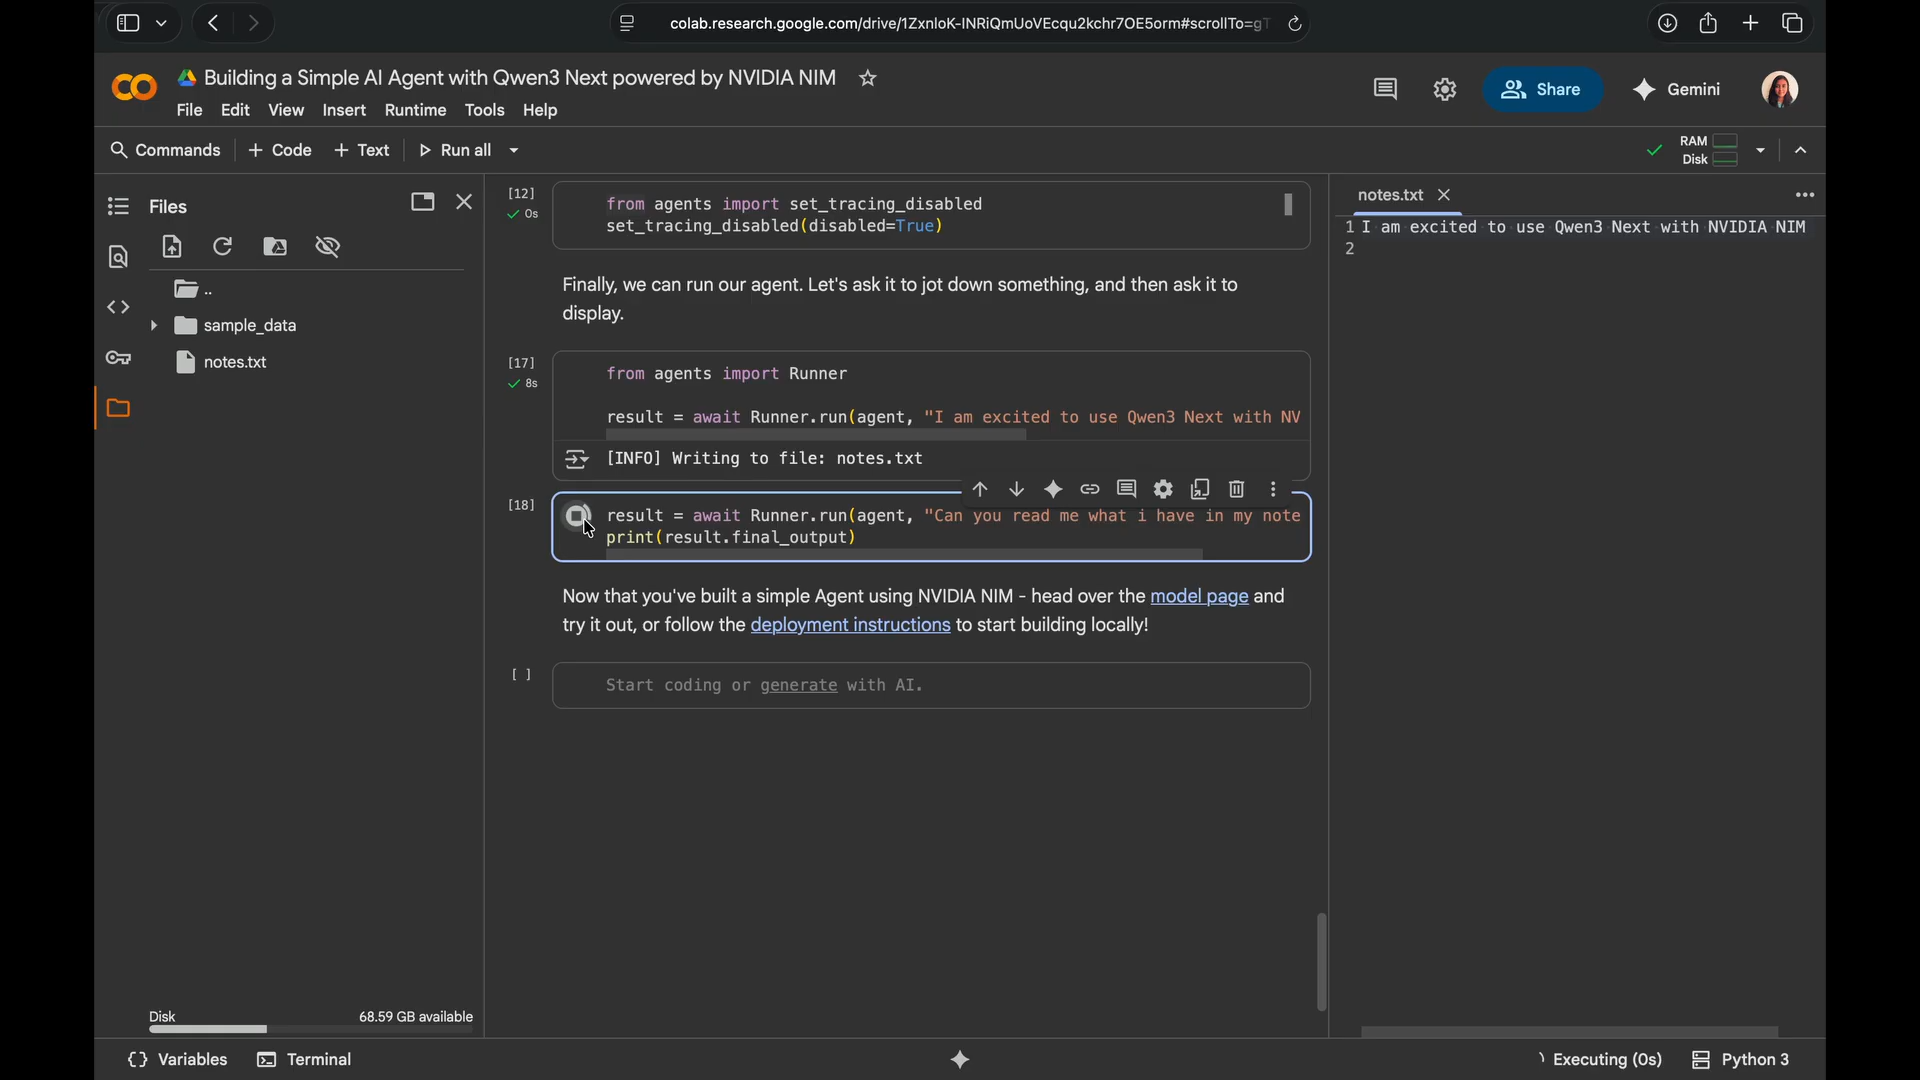 colab.research.google.com/drive/1ZxnloK-INRiQmUoVEcqu2kchr7OE5orm#scrollTo=gT
Building a Simple AI Agent with Qwen3 Next powered by NVIDIA NIM
File Edit View Insert Runtime Tools Help
Share
Gemini
Commands + Code + Text Run all
RAM
Disk
Files
..
sample_data
notes.txt
Disk 68.59 GB available
[12] from agents import set_tracing_disabled
0s set_tracing_disabled(disabled=True)
Finally, we can run our agent. Let's ask it to jot down something, and then ask it to
display.
[17] from agents import Runner
8s
result = await Runner.run(agent, "I am excited to use Qwen3 Next with NV
[INFO] Writing to file: notes.txt
[18] result = await Runner.run(agent, "Can you read me what i have in my note
print(result.final_output)
Now that you've built a simple Agent using NVIDIA NIM - head over the model page and
try it out, or follow the deployment instructions to start building locally!
[ ] Start coding or generate with AI.
notes.txt
1 I am excited to use Qwen3 Next with NVIDIA NIM
2
{} Variables Terminal
Executing (0s) Python 3